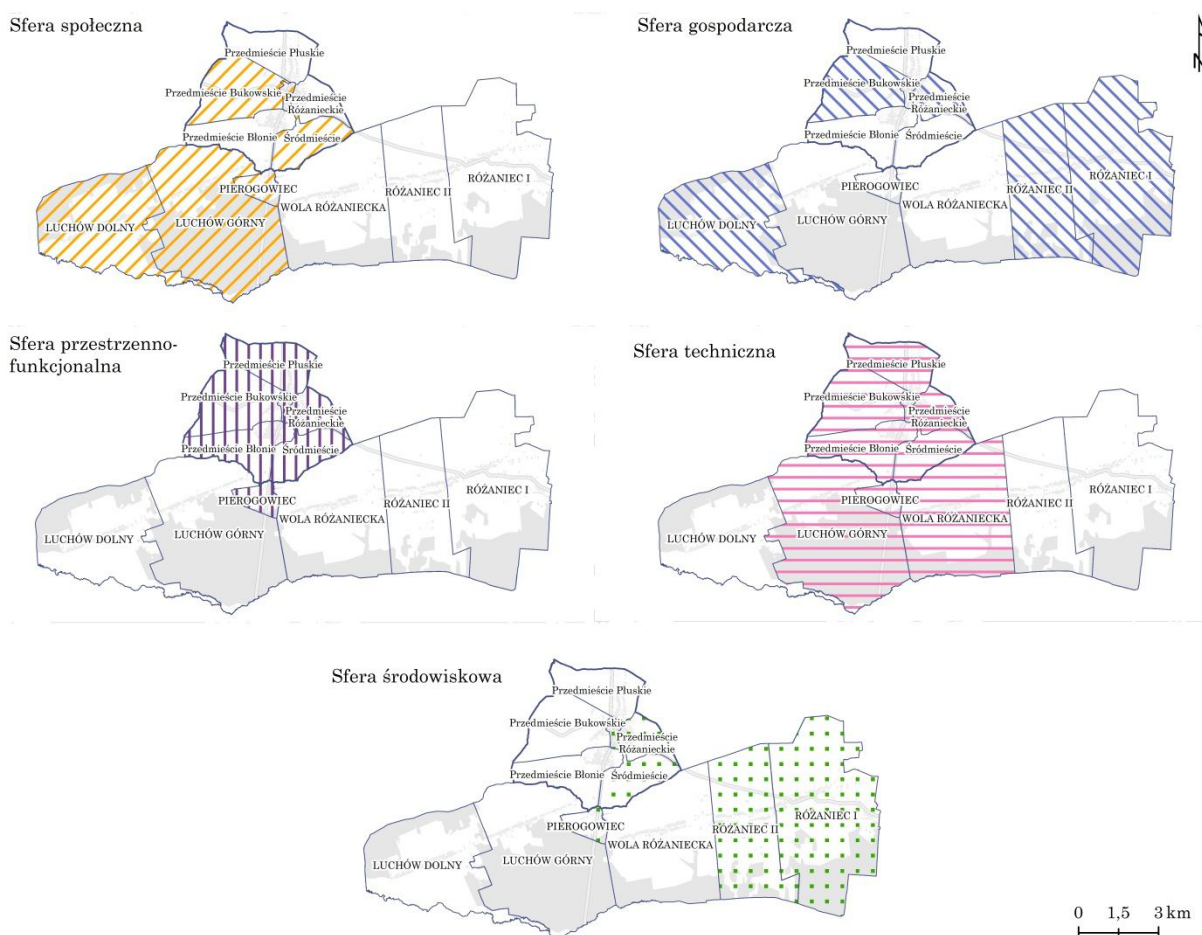 Sfera społeczna
Przedmieście Płuskie
Przedmieście Bukowskie
Przedmieście
Różanieckie
Przedmieście Błonie
Śródmieście
PIEROGOWIEC
RÓŻANIEC II
RÓŻANIEC I
WOLA RÓŻANIECKA
LUCHÓW DOLNY
LUCHÓW GÓRNY
Sfera gospodarcza
Przedmieście Płuskie
Przedmieście Bukowskie
Przedmieście
Różanieckie
Przedmieście Błonie
Śródmieście
PIEROGOWIEC
RÓŻANIEC II
RÓŻANIEC I
WOLA RÓŻANIECKA
LUCHÓW DOLNY
LUCHÓW GÓRNY
Sfera przestrzenno-
funkcjonalna
Przedmieście Płuskie
Przedmieście Bukowskie
Przedmieście
Różanieckie
Przedmieście Błonie
Śródmieście
PIEROGOWIEC
RÓŻANIEC II
RÓŻANIEC I
WOLA RÓŻANIECKA
LUCHÓW DOLNY
LUCHÓW GÓRNY
Sfera techniczna
Przedmieście Płuskie
Przedmieście Bukowskie
Przedmieście
Różanieckie
Przedmieście Błonie
Śródmieście
PIEROGOWIEC
RÓŻANIEC II
RÓŻANIEC I
WOLA RÓŻANIECKA
LUCHÓW DOLNY
LUCHÓW GÓRNY
Sfera środowiskowa
Przedmieście Płuskie
Przedmieście Bukowskie
Przedmieście
Różanieckie
Przedmieście Błonie
Śródmieście
PIEROGOWIEC
RÓŻANIEC II
RÓŻANIEC I
WOLA RÓŻANIECKA
LUCHÓW DOLNY
LUCHÓW GÓRNY
0 1,5 3 km